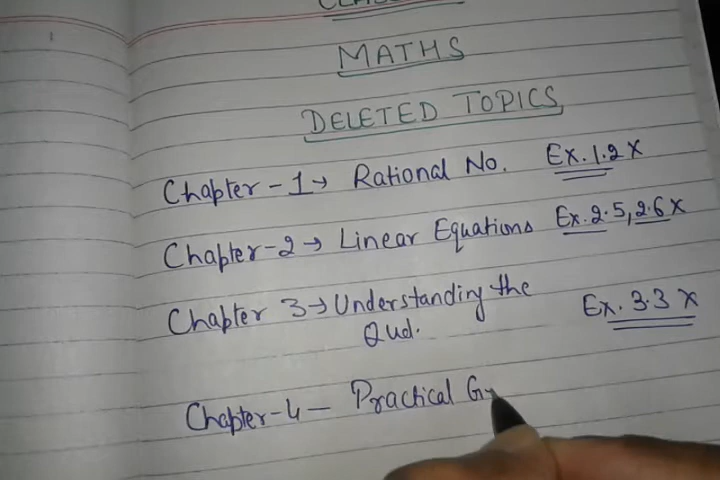 MATHS
DELETED TOPICS
Chapter - 1 → Rational No. Ex. 1.2 X
Chapter - 2 → Linear Equations Ex. 2.5, 2.6 X
Chapter 3 → Understanding the Ex. 3.3 X
Qud.
Chapter - 4 — Practical